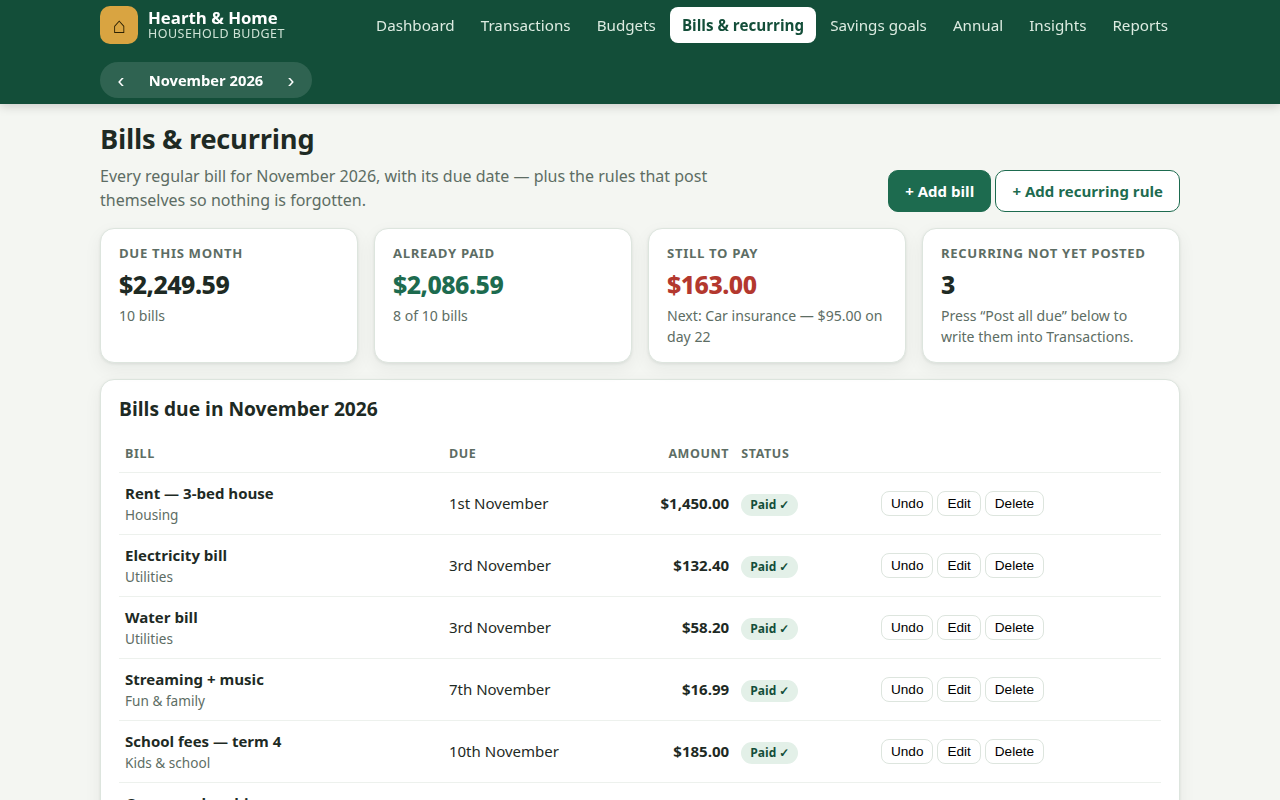 Hearth & Home
HOUSEHOLD BUDGET
Dashboard Transactions Budgets Bills & recurring Savings goals Annual Insights Reports
‹ November 2026 ›
Bills & recurring
Every regular bill for November 2026, with its due date — plus the rules that post
themselves so nothing is forgotten.
+ Add bill + Add recurring rule
DUE THIS MONTH
$2,249.59
10 bills
ALREADY PAID
$2,086.59
8 of 10 bills
STILL TO PAY
$163.00
Next: Car insurance — $95.00 on
day 22
RECURRING NOT YET POSTED
3
Press “Post all due” below to
write them into Transactions.
Bills due in November 2026
BILL DUE AMOUNT STATUS
Rent — 3-bed house
Housing
1st November $1,450.00 Paid ✓ Undo Edit Delete
Electricity bill
Utilities
3rd November $132.40 Paid ✓ Undo Edit Delete
Water bill
Utilities
3rd November $58.20 Paid ✓ Undo Edit Delete
Streaming + music
Fun & family
7th November $16.99 Paid ✓ Undo Edit Delete
School fees — term 4
Kids & school
10th November $185.00 Paid ✓ Undo Edit Delete